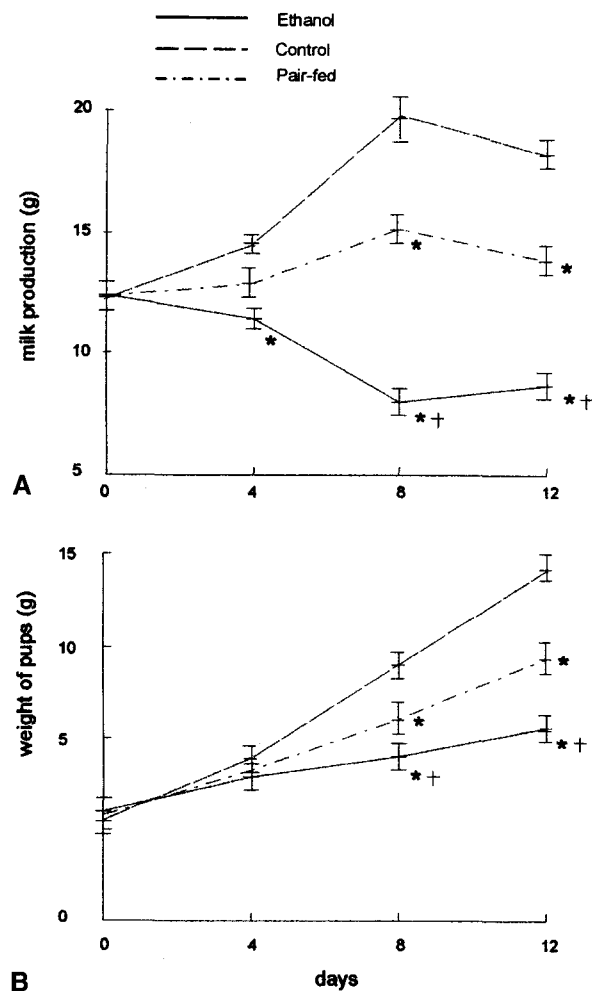 Ethanol
Control
Pair-fed
milk production (g)
20
15
10
5
*
*
*
* †
* †
A
0 4 8 12
weight of pups (g)
15
10
5
0
*
*
* †
* †
0 4 8 12
B
days